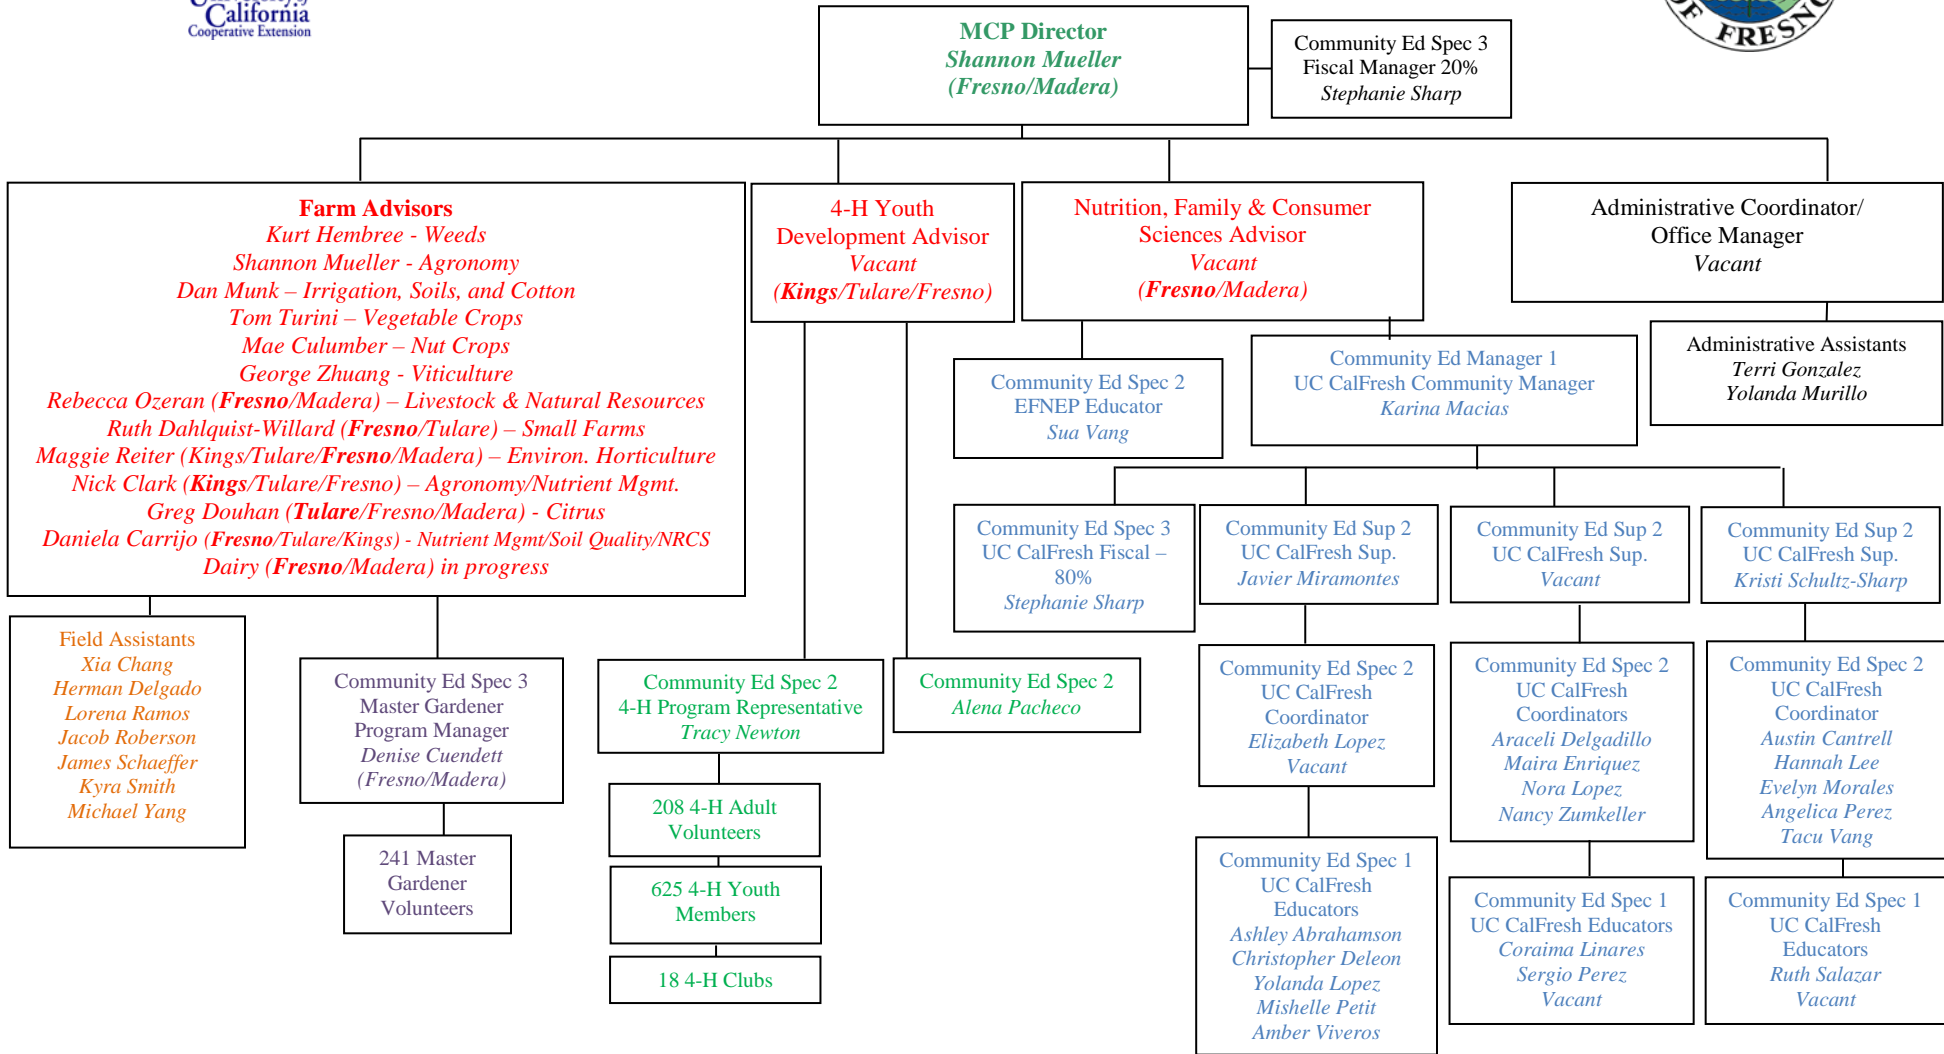 California
Cooperative Extension
OF FRESNO
MCP Director
Shannon Mueller
(Fresno/Madera)
Community Ed Spec 3
Fiscal Manager 20%
Stephanie Sharp
Farm Advisors
Kurt Hembree - Weeds
Shannon Mueller - Agronomy
Dan Munk – Irrigation, Soils, and Cotton
Tom Turini – Vegetable Crops
Mae Culumber – Nut Crops
George Zhuang - Viticulture
Rebecca Ozeran (Fresno/Madera) – Livestock & Natural Resources
Ruth Dahlquist-Willard (Fresno/Tulare) – Small Farms
Maggie Reiter (Kings/Tulare/Fresno/Madera) – Environ. Horticulture
Nick Clark (Kings/Tulare/Fresno) – Agronomy/Nutrient Mgmt.
Greg Douhan (Tulare/Fresno/Madera) - Citrus
Daniela Carrijo (Fresno/Tulare/Kings) - Nutrient Mgmt/Soil Quality/NRCS
Dairy (Fresno/Madera) in progress
4-H Youth
Development Advisor
Vacant
(Kings/Tulare/Fresno)
Nutrition, Family & Consumer
Sciences Advisor
Vacant
(Fresno/Madera)
Administrative Coordinator/
Office Manager
Vacant
Administrative Assistants
Terri Gonzalez
Yolanda Murillo
Community Ed Spec 2
EFNEP Educator
Sua Vang
Community Ed Manager 1
UC CalFresh Community Manager
Karina Macias
Community Ed Spec 3
UC CalFresh Fiscal –
80%
Stephanie Sharp
Community Ed Sup 2
UC CalFresh Sup.
Javier Miramontes
Community Ed Sup 2
UC CalFresh Sup.
Vacant
Community Ed Sup 2
UC CalFresh Sup.
Kristi Schultz-Sharp
Field Assistants
Xia Chang
Herman Delgado
Lorena Ramos
Jacob Roberson
James Schaeffer
Kyra Smith
Michael Yang
Community Ed Spec 3
Master Gardener
Program Manager
Denise Cuendett
(Fresno/Madera)
241 Master
Gardener
Volunteers
Community Ed Spec 2
4-H Program Representative
Tracy Newton
Community Ed Spec 2
Alena Pacheco
208 4-H Adult
Volunteers
625 4-H Youth
Members
18 4-H Clubs
Community Ed Spec 2
UC CalFresh
Coordinator
Elizabeth Lopez
Vacant
Community Ed Spec 2
UC CalFresh
Coordinators
Araceli Delgadillo
Maira Enriquez
Nora Lopez
Nancy Zumkeller
Community Ed Spec 2
UC CalFresh
Coordinator
Austin Cantrell
Hannah Lee
Evelyn Morales
Angelica Perez
Tacu Vang
Community Ed Spec 1
UC CalFresh
Educators
Ashley Abrahamson
Christopher Deleon
Yolanda Lopez
Mishelle Petit
Amber Viveros
Community Ed Spec 1
UC CalFresh Educators
Coraima Linares
Sergio Perez
Vacant
Community Ed Spec 1
UC CalFresh
Educators
Ruth Salazar
Vacant